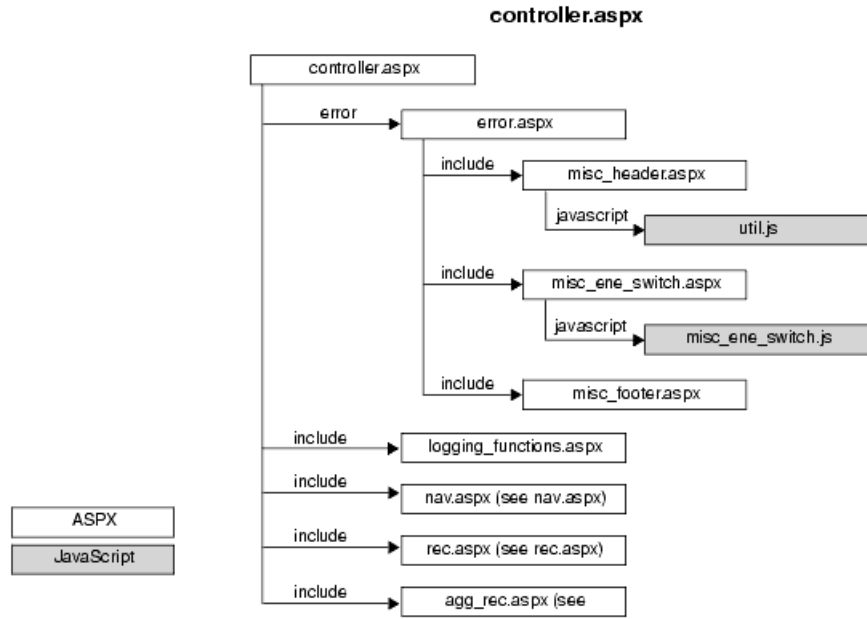 controller.aspx
controller.aspx
error
error.aspx
include
misc_header.aspx
javascript
util.js
include
misc_ene_switch.aspx
javascript
misc_ene_switch.js
include
misc_footer.aspx
include
logging_functions.aspx
include
nav.aspx (see nav.aspx)
include
rec.aspx (see rec.aspx)
include
agg_rec.aspx (see
ASPX
JavaScript